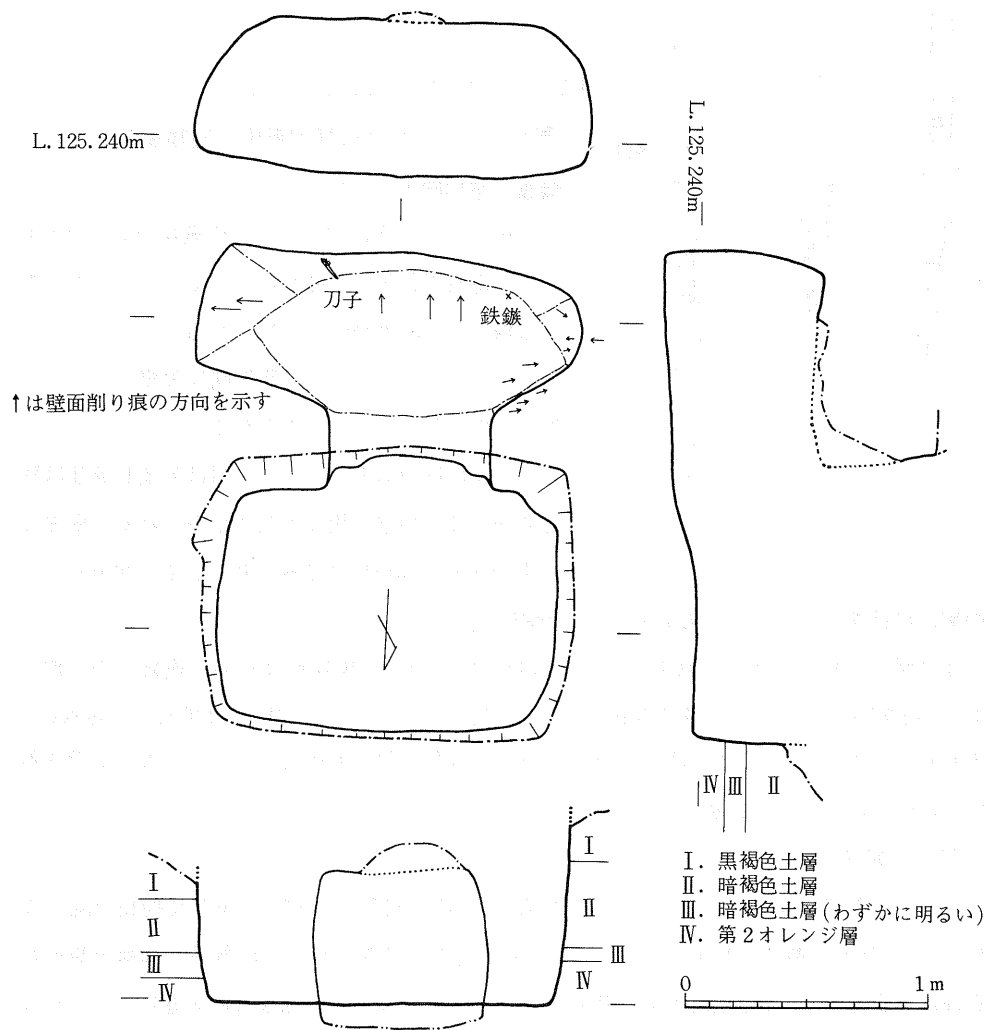 L.125.240m
L.125.240m
刀子
鉄鏃
↑は壁面削り痕の方向を示す
Ⅳ Ⅲ Ⅱ
Ⅰ
Ⅱ
Ⅲ
Ⅳ
Ⅰ
Ⅱ
Ⅲ
Ⅳ
Ⅰ. 黒褐色土層
Ⅱ. 暗褐色土層
Ⅲ. 暗褐色土層(わずかに明るい)
Ⅳ. 第2オレンジ層
0 1m